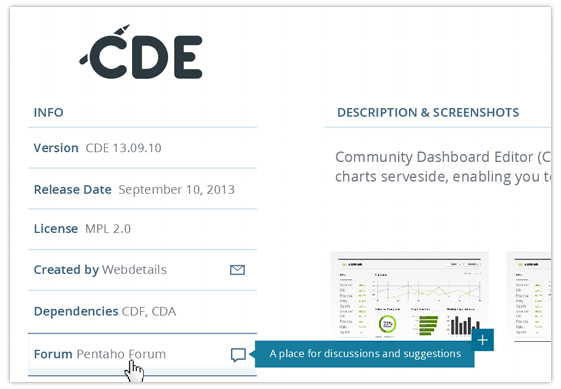 CDE
INFO
Version CDE 13.09.10
Release Date September 10, 2013
License MPL 2.0
Created by Webdetails
Dependencies CDF, CDA
Forum Pentaho Forum
A place for discussions and suggestions
DESCRIPTION & SCREENSHOTS
Community Dashboard Editor (C
charts serveside, enabling you t